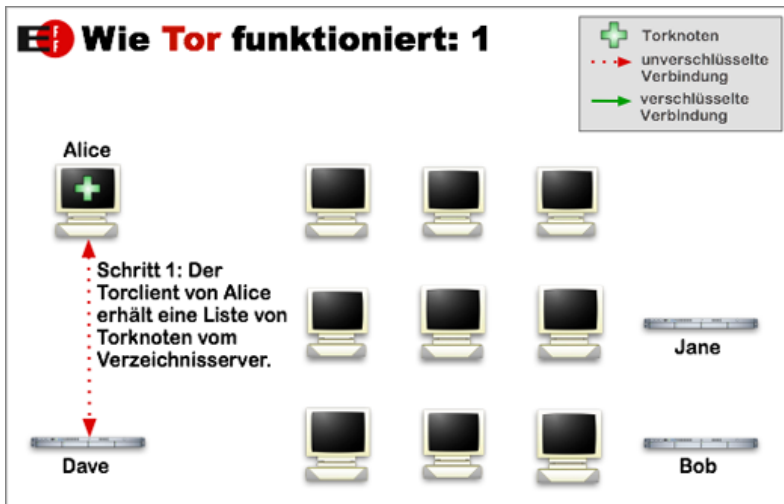 EFF Wie Tor funktioniert: 1
Torknoten
unverschlüsselte
Verbindung
verschlüsselte
Verbindung
Alice
Schritt 1: Der
Torclient von Alice
erhält eine Liste von
Torknoten vom
Verzeichnisserver.
Jane
Dave
Bob